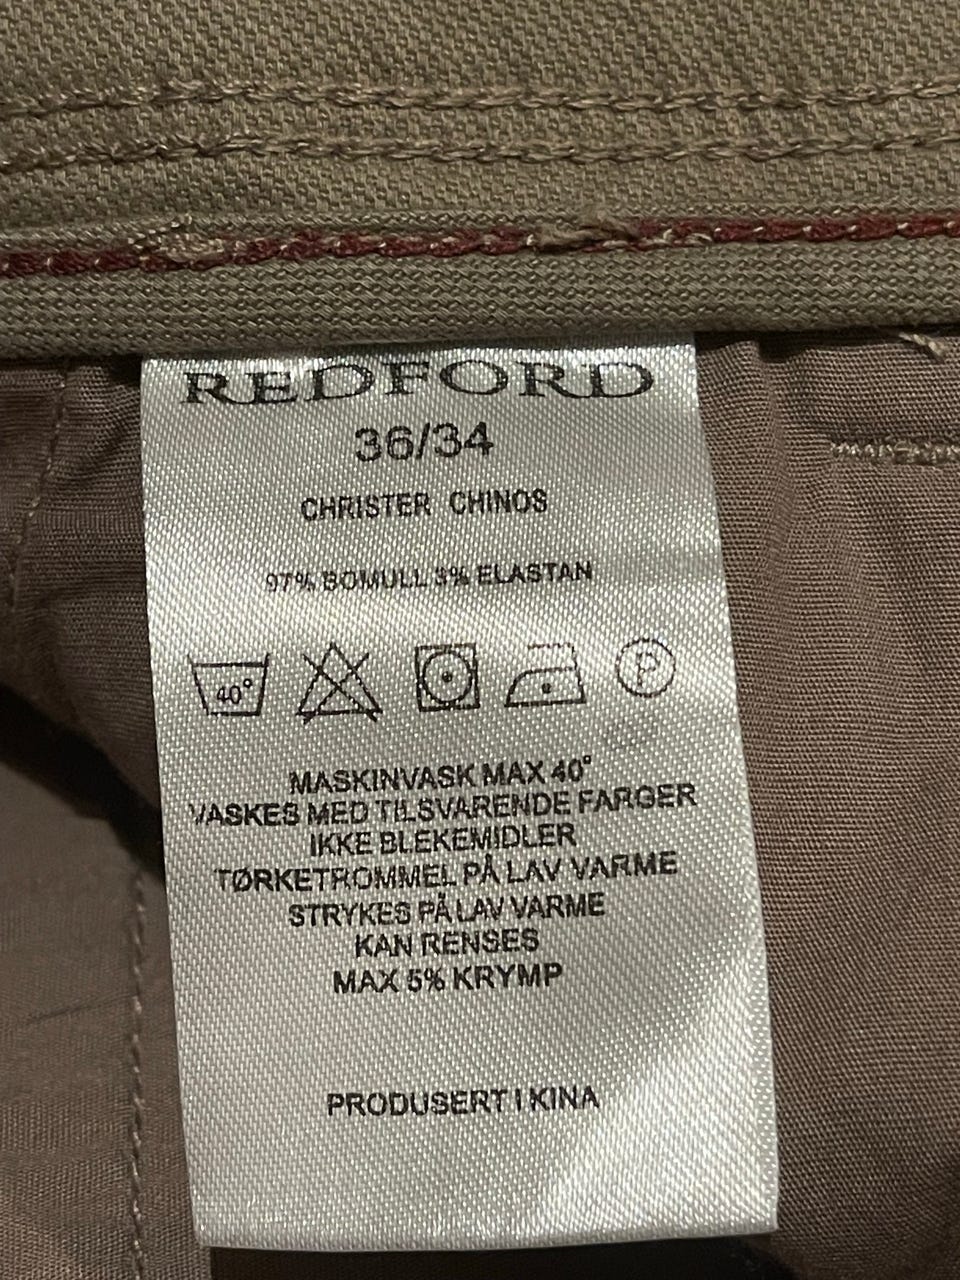 REDFORD
36/34
CHRISTER CHINOS
97% BOMULL 3% ELASTAN
40° P
MASKINVASK MAX 40°
VASKES MED TILSVARENDE FARGER
IKKE BLEKEMIDLER
TØRKETROMMEL PÅ LAV VARME
STRYKES PÅ LAV VARME
KAN RENSES
MAX 5% KRYMP
PRODUSERT I KINA